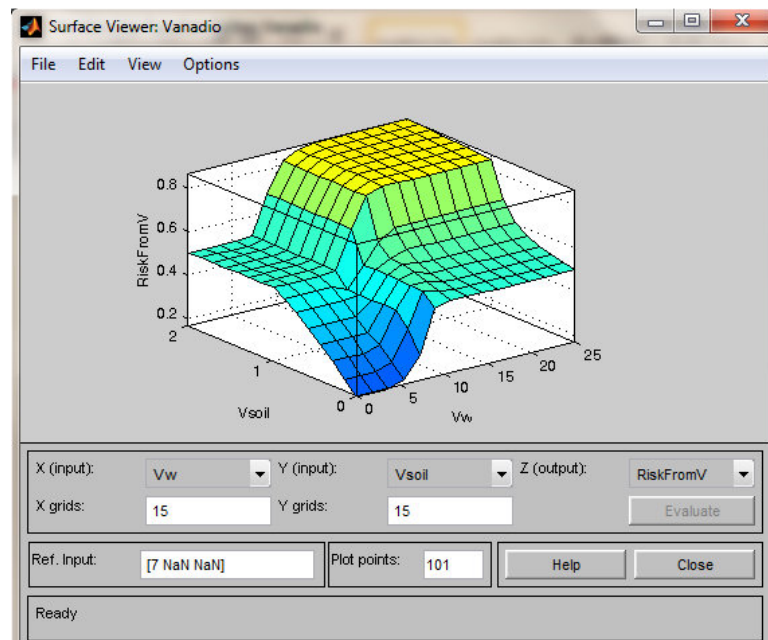 Surface Viewer: Vanadio
File Edit View Options
RiskFromV
0.8
0.6
0.4
0.2
2
1
0
Vsoil
0
5
10
15
20
25
Vw
X (input):
Vw
Y (input):
Vsoil
Z (output):
RiskFromV
X grids:
15
Y grids:
15
Evaluate
Ref. Input:
[7 NaN NaN]
Plot points:
101
Help
Close
Ready